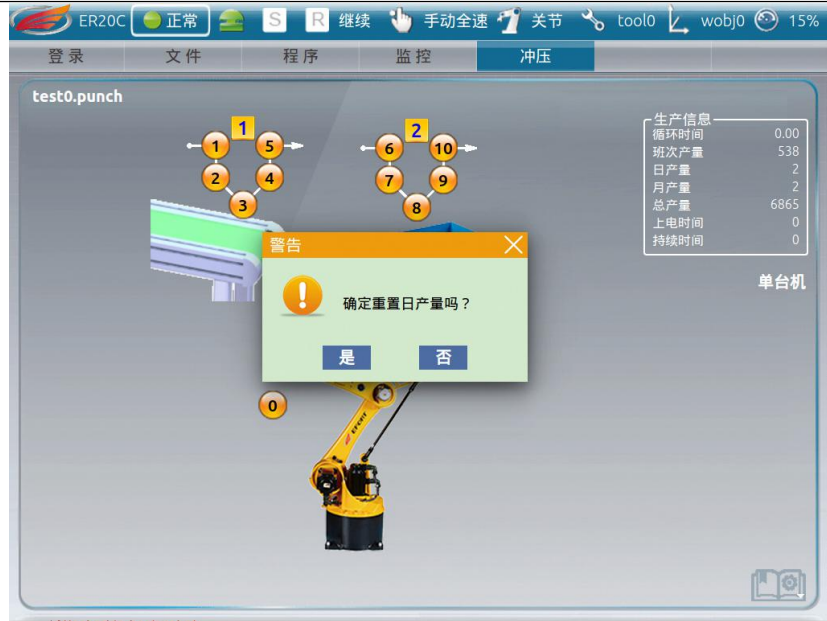 ER20C 正常 S R 继续 手动全速 关节 tool0 wobj0 15%
登录 文件 程序 监控 冲压
test0.punch
1 2
1 5 6 10
2 4 7 9
3 8
生产信息
循环时间 0.00
班次产量 538
日产量 2
月产量 2
总产量 6865
上电时间 0
持续时间 0
单台机
警告
确定重置日产量吗？
是 否
0
EFORT